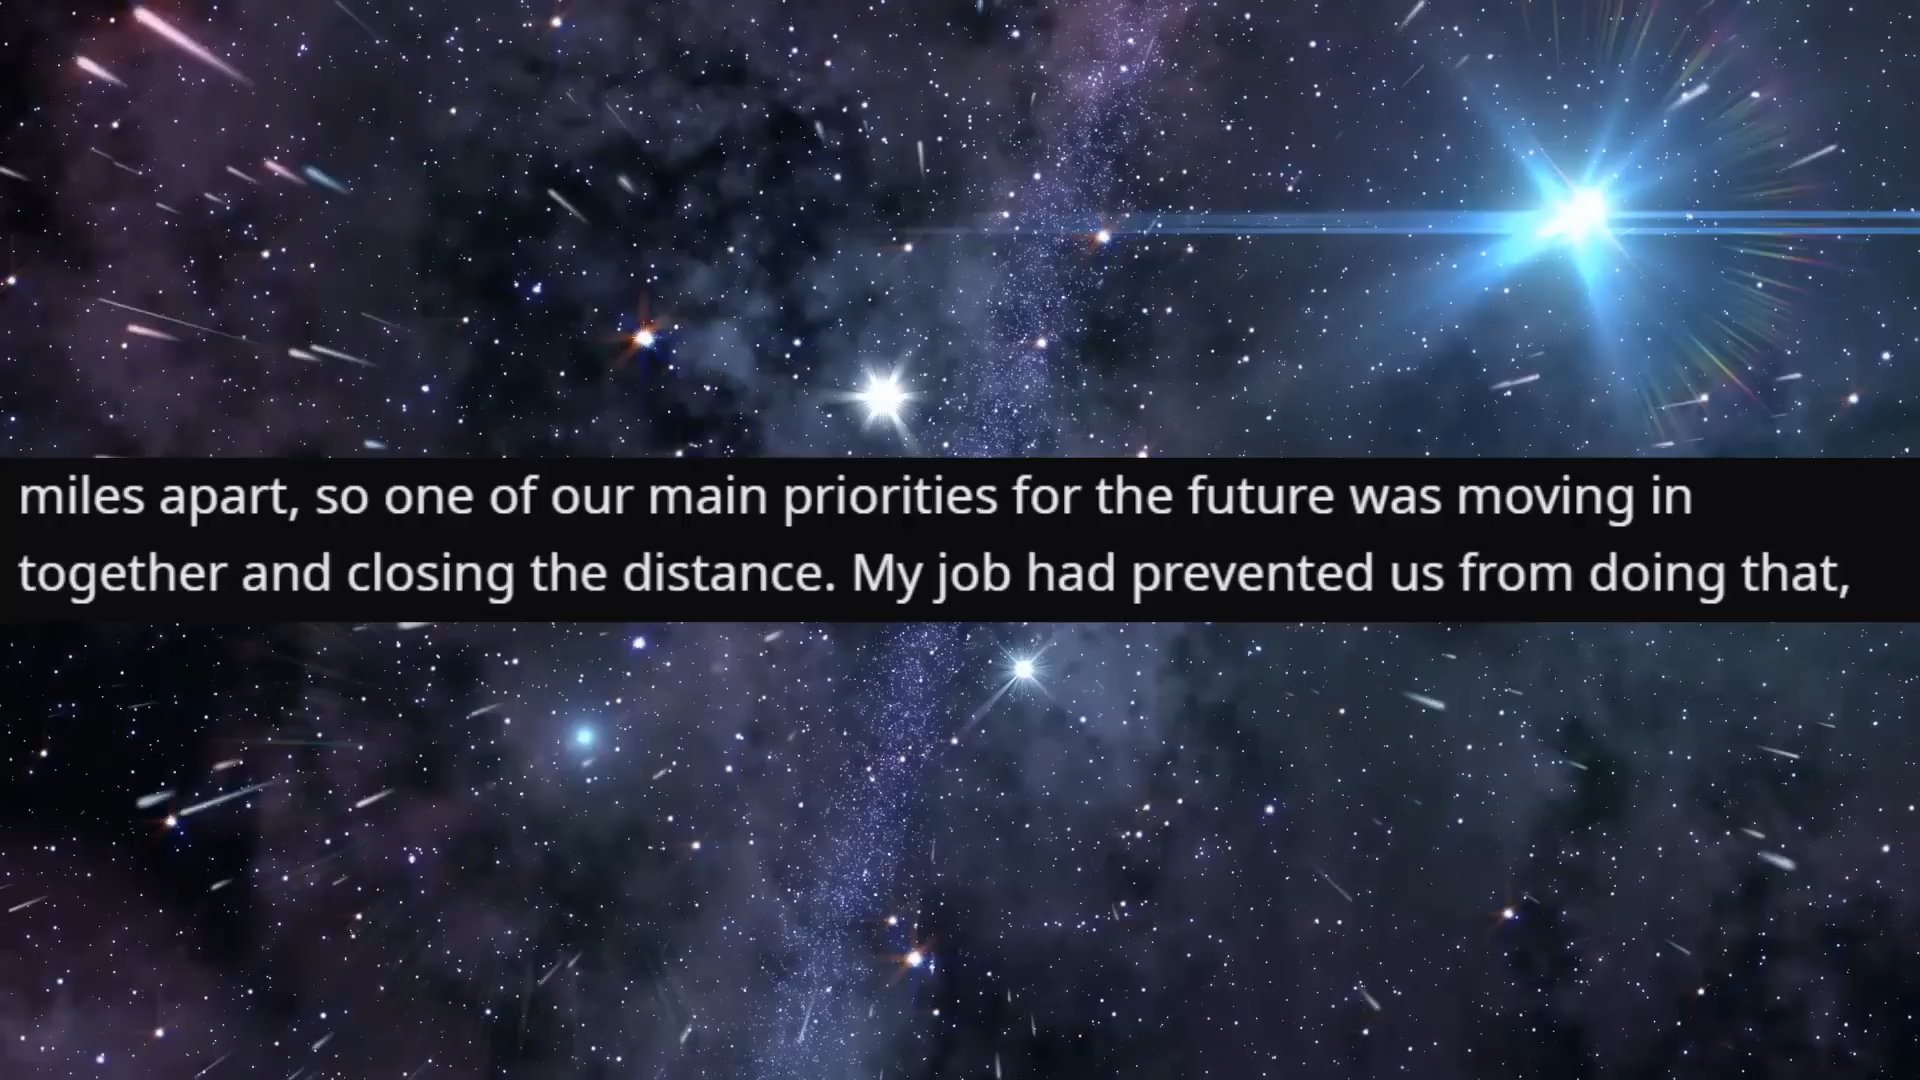 miles apart, so one of our main priorities for the future was moving in
together and closing the distance. My job had prevented us from doing that,